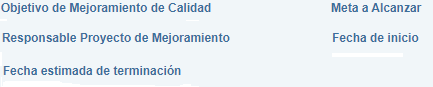 Objetivo de Mejoramiento de Calidad
Meta a Alcanzar
Responsable Proyecto de Mejoramiento
Fecha de inicio
Fecha estimada de terminación